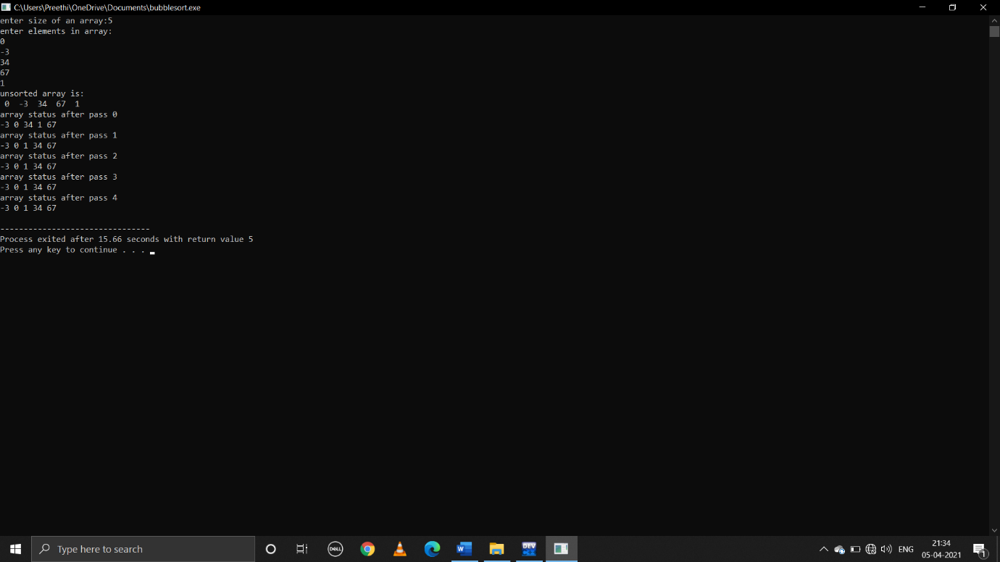 C:\Users\Preethi\OneDrive\Documents\bubblesort.exe
enter size of an array:5
enter elements in array:
0
-3
34
67
1
unsorted array is:
 0  -3  34  67  1
array status after pass 0
-3 0 34 1 67
array status after pass 1
-3 0 1 34 67
array status after pass 2
-3 0 1 34 67
array status after pass 3
-3 0 1 34 67
array status after pass 4
-3 0 1 34 67
--------------------------------
Process exited after 15.66 seconds with return value 5
Press any key to continue . . .
Type here to search
DELL
W
DEV
C++
ENG
21:34
05-04-2021
1